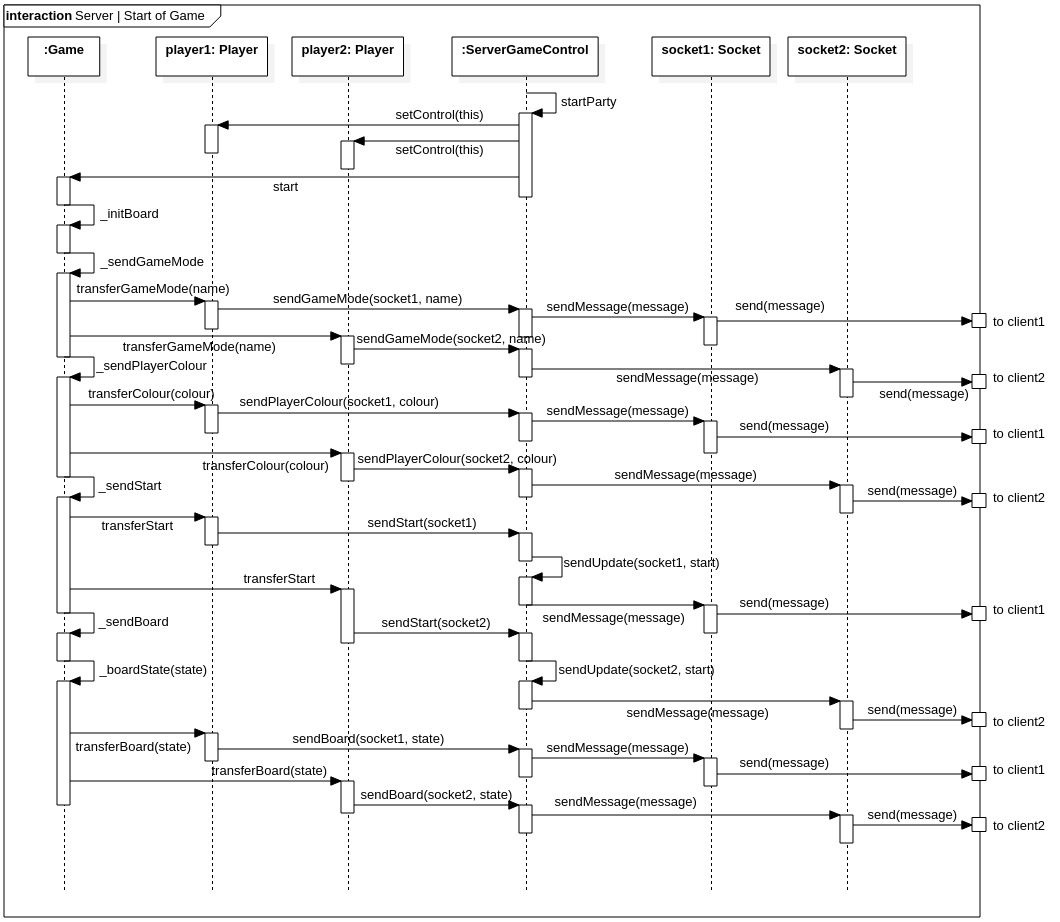 interaction Server | Start of Game
:Game
player1: Player
player2: Player
:ServerGameControl
socket1: Socket
socket2: Socket
startParty
setControl(this)
setControl(this)
start
_initBoard
_sendGameMode
transferGameMode(name)
sendGameMode(socket1, name)
sendMessage(message)
send(message)
to client1
transferGameMode(name)
sendGameMode(socket2, name)
_sendPlayerColour
sendMessage(message)
to client2
send(message)
transferColour(colour)
sendPlayerColour(socket1, colour)
sendMessage(message)
send(message)
to client1
transferColour(colour)
sendPlayerColour(socket2, colour)
sendMessage(message)
_sendStart
send(message)
to client2
transferStart
sendStart(socket1)
sendUpdate(socket1, start)
transferStart
sendMessage(message)
send(message)
to client1
_sendBoard
sendStart(socket2)
_boardState(state)
sendUpdate(socket2, start)
sendMessage(message)
send(message)
to client2
transferBoard(state)
sendBoard(socket1, state)
sendMessage(message)
send(message)
to client1
transferBoard(state)
sendBoard(socket2, state)
sendMessage(message)
send(message)
to client2